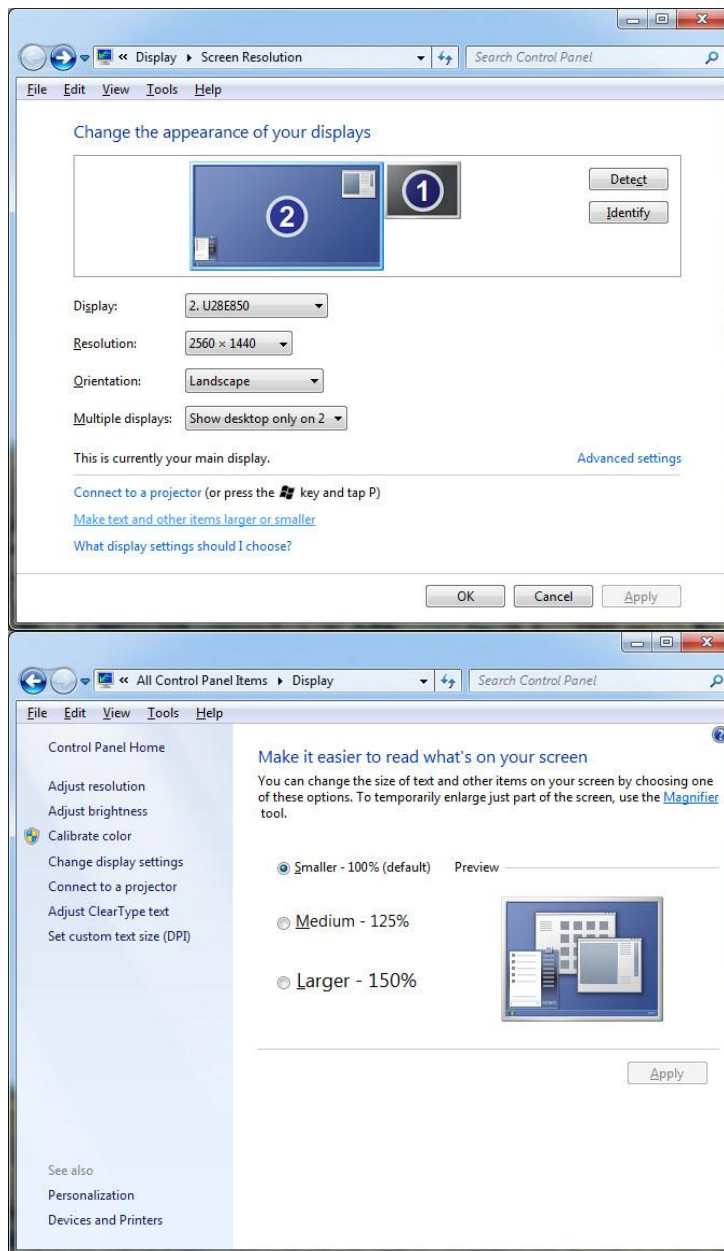 « Display ▸ Screen Resolution
Search Control Panel
File Edit View Tools Help
Change the appearance of your displays
2
1
Detect
Identify
Display: 2. U28E850
Resolution: 2560 × 1440
Orientation: Landscape
Multiple displays: Show desktop only on 2
This is currently your main display.
Advanced settings
Connect to a projector (or press the key and tap P)
Make text and other items larger or smaller
What display settings should I choose?
OK Cancel Apply
« All Control Panel Items ▸ Display
Search Control Panel
File Edit View Tools Help
Control Panel Home
Adjust resolution
Adjust brightness
Calibrate color
Change display settings
Connect to a projector
Adjust ClearType text
Set custom text size (DPI)
See also
Personalization
Devices and Printers
Make it easier to read what's on your screen
You can change the size of text and other items on your screen by choosing one
of these options. To temporarily enlarge just part of the screen, use the Magnifier
tool.
Smaller - 100% (default)
Preview
Medium - 125%
Larger - 150%
Apply